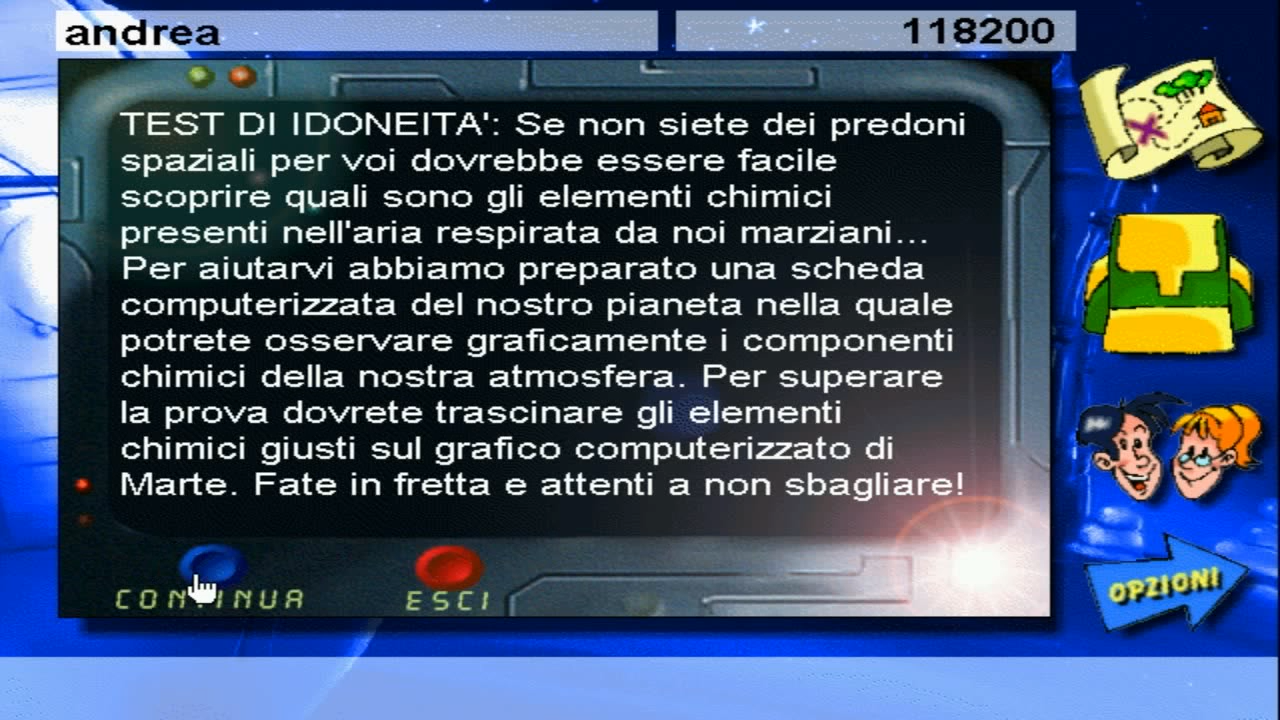 andrea
118200
TEST DI IDONEITA': Se non siete dei predoni
spaziali per voi dovrebbe essere facile
scoprire quali sono gli elementi chimici
presenti nell'aria respirata da noi marziani...
Per aiutarvi abbiamo preparato una scheda
computerizzata del nostro pianeta nella quale
potrete osservare graficamente i componenti
chimici della nostra atmosfera. Per superare
la prova dovrete trascinare gli elementi
chimici giusti sul grafico computerizzato di
Marte. Fate in fretta e attenti a non sbagliare!
CONTINUA
ESCI
OPZIONI